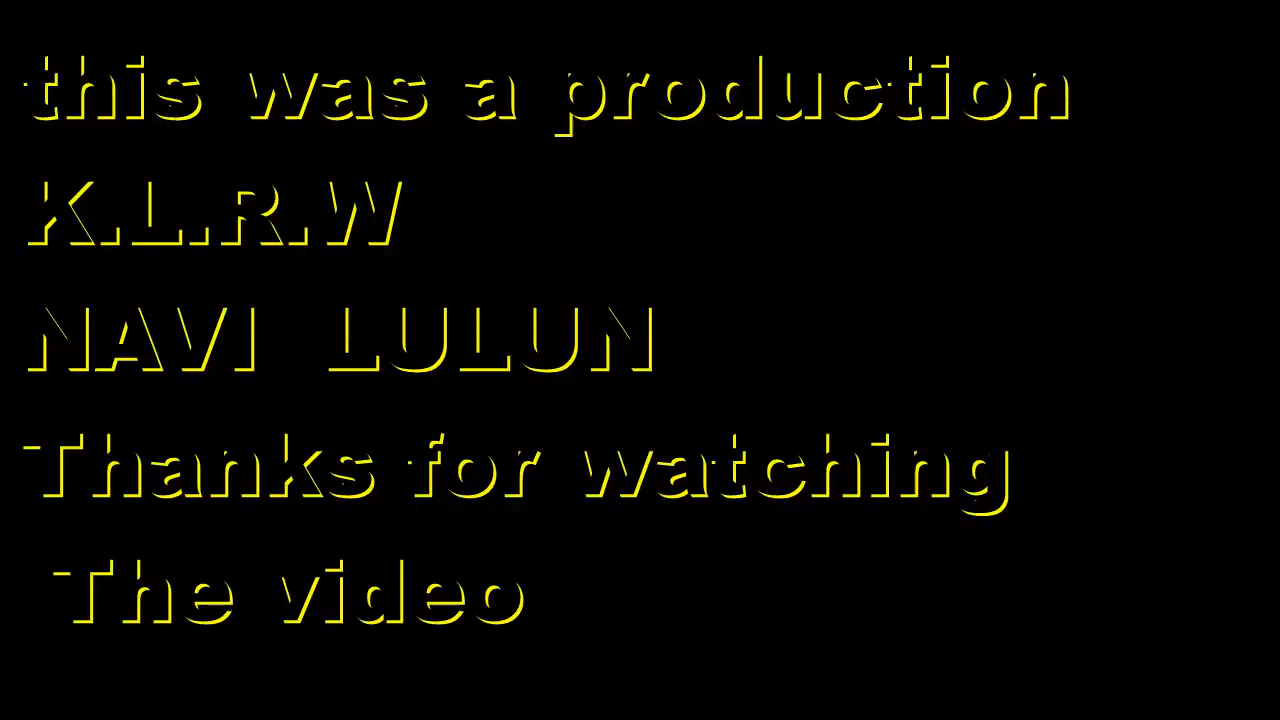 this was a production
K.L.R.W
NAVI LULUN
Thanks for watching
The video